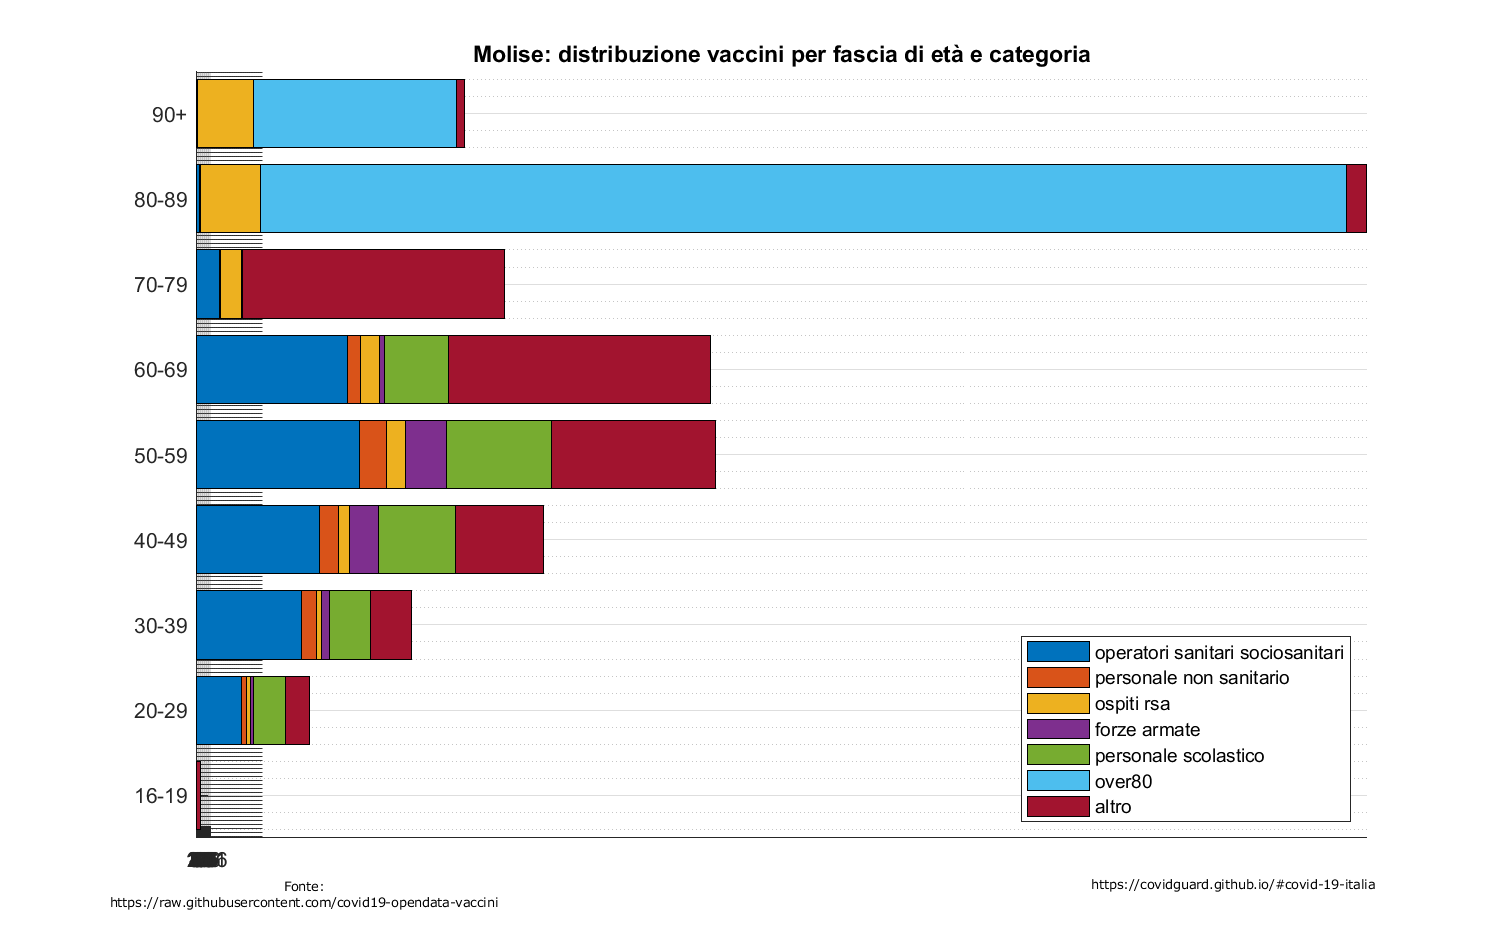 Molise: distribuzione vaccini per fascia di età e categoria
90+
80-89
70-79
60-69
50-59
40-49
30-39
20-29
16-19
operatori sanitari sociosanitari
personale non sanitario
ospiti rsa
forze armate
personale scolastico
over80
altro
Fonte:
https://raw.githubusercontent.com/covid19-opendata-vaccini
https://covidguard.github.io/#covid-19-italia